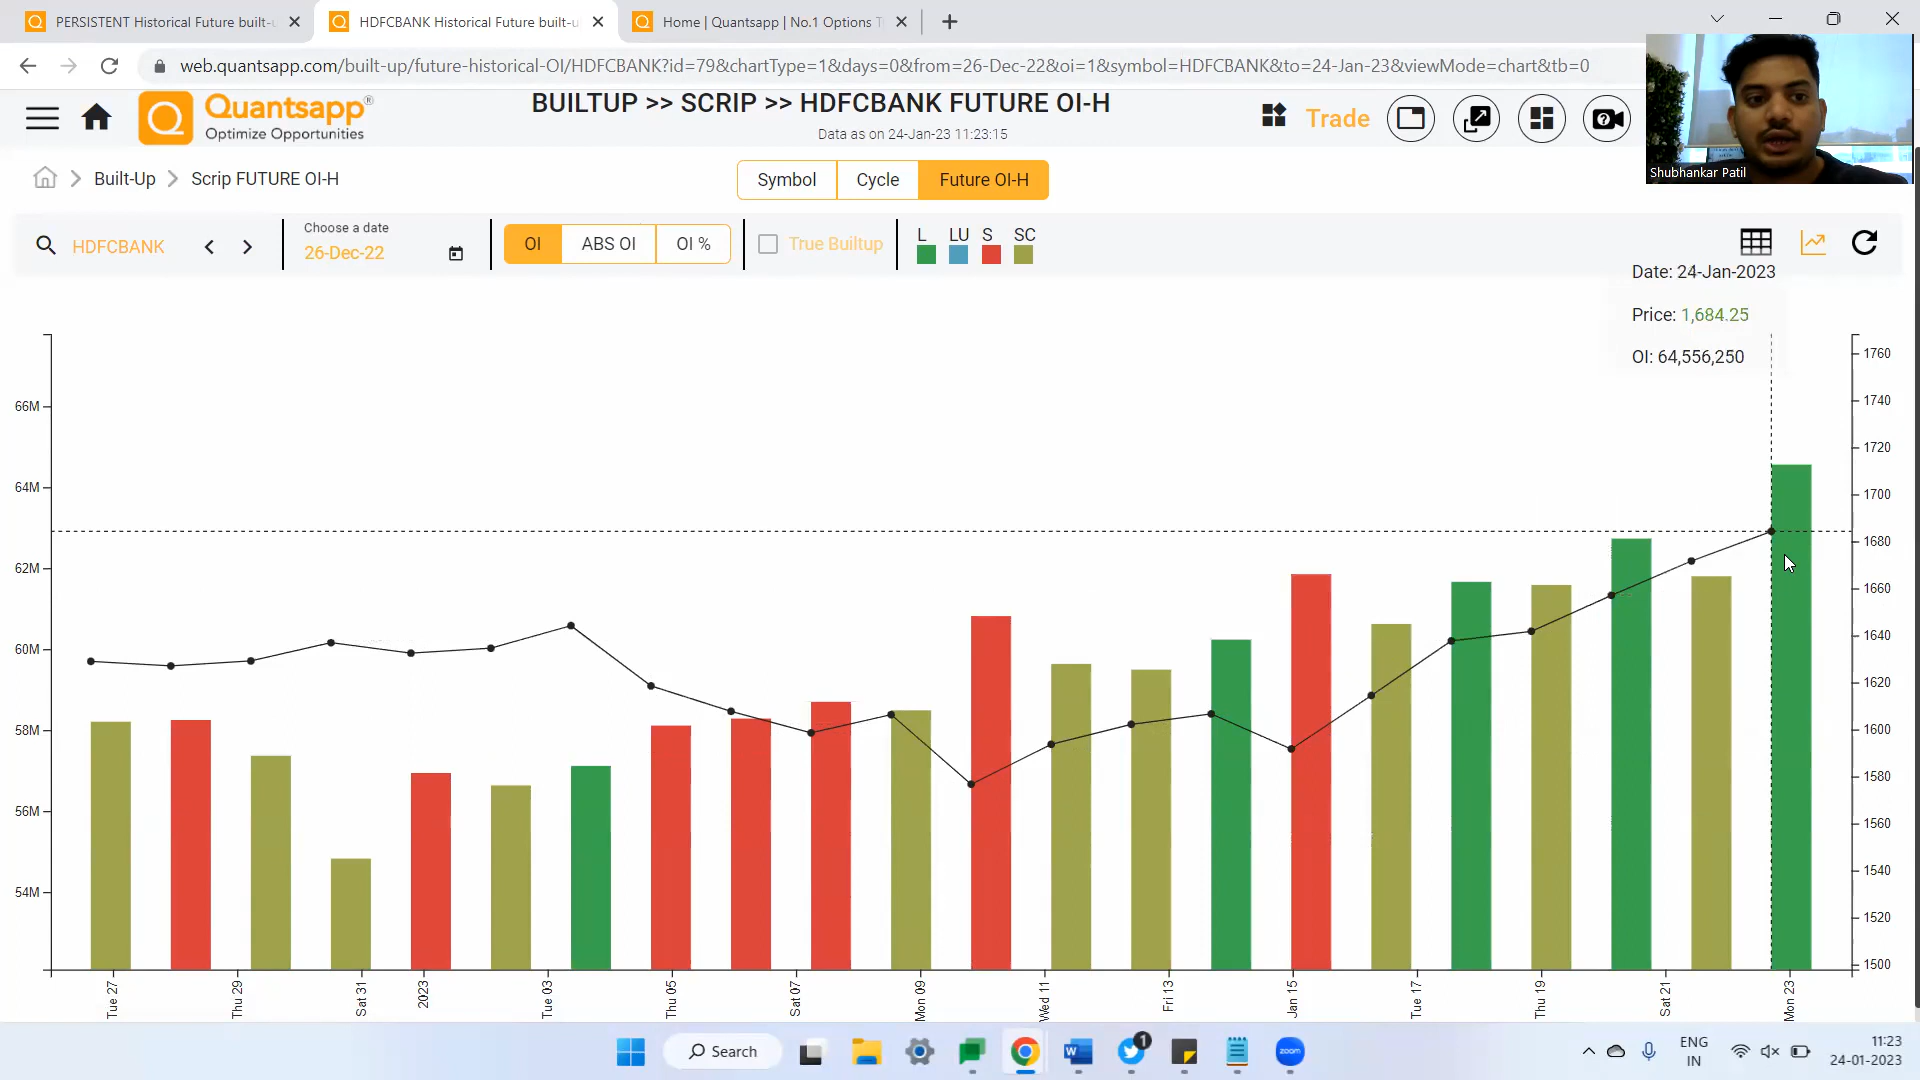 PERSISTENT Historical Future built-
HDFCBANK Historical Future built-u
Home | Quantsapp | No.1 Options T
web.quantsapp.com/built-up/future-historical-OI/HDFCBANK?id=79&chartType=1&days=0&from=26-Dec-22&oi=1&symbol=HDFCBANK&to=24-Jan-23&viewMode=chart&tb=0
Quantsapp®
Optimize Opportunities
BUILTUP >> SCRIP >> HDFCBANK FUTURE OI-H
Data as on 24-Jan-23 11:23:15
Trade
Shubhankar Patil
Built-Up
Scrip FUTURE OI-H
Symbol
Cycle
Future OI-H
HDFCBANK
Choose a date
26-Dec-22
OI
ABS OI
OI %
True Builtup
L LU S SC
Date: 24-Jan-2023
Price: 1,684.25
OI: 64,556,250
66M
64M
62M
60M
58M
56M
54M
1760
1740
1720
1700
1680
1660
1640
1620
1600
1580
1560
1540
1520
1500
Tue 27
Thu 29
Sat 31
2023
Tue 03
Thu 05
Sat 07
Mon 09
Wed 11
Fri 13
Jan 15
Tue 17
Thu 19
Sat 21
Mon 23
Search
1
zoom
ENG
IN
11:23
24-01-2023